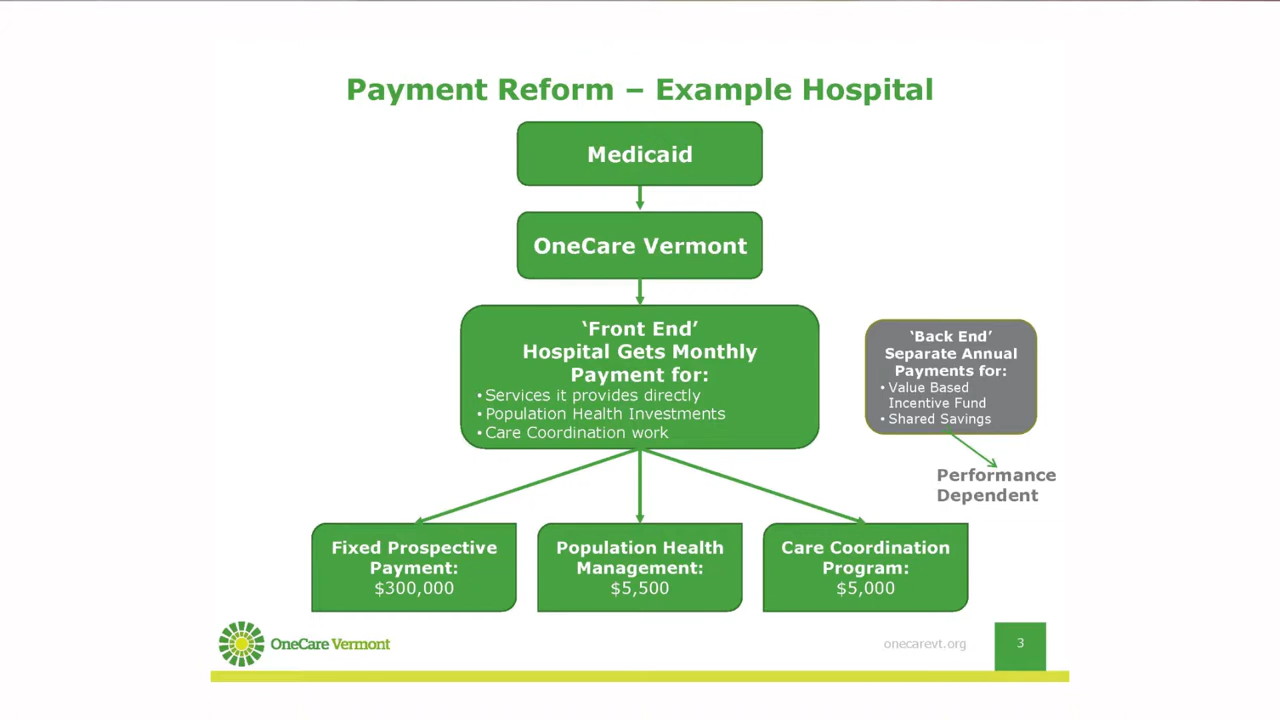 Payment Reform – Example Hospital
Medicaid
OneCare Vermont
‘Front End’
Hospital Gets Monthly
Payment for:
•Services it provides directly
•Population Health Investments
•Care Coordination work
‘Back End’
Separate Annual
Payments for:
• Value Based
Incentive Fund
• Shared Savings
Performance
Dependent
Fixed Prospective
Payment:
$300,000
Population Health
Management:
$5,500
Care Coordination
Program:
$5,000
OneCare Vermont
onecarevt.org
3